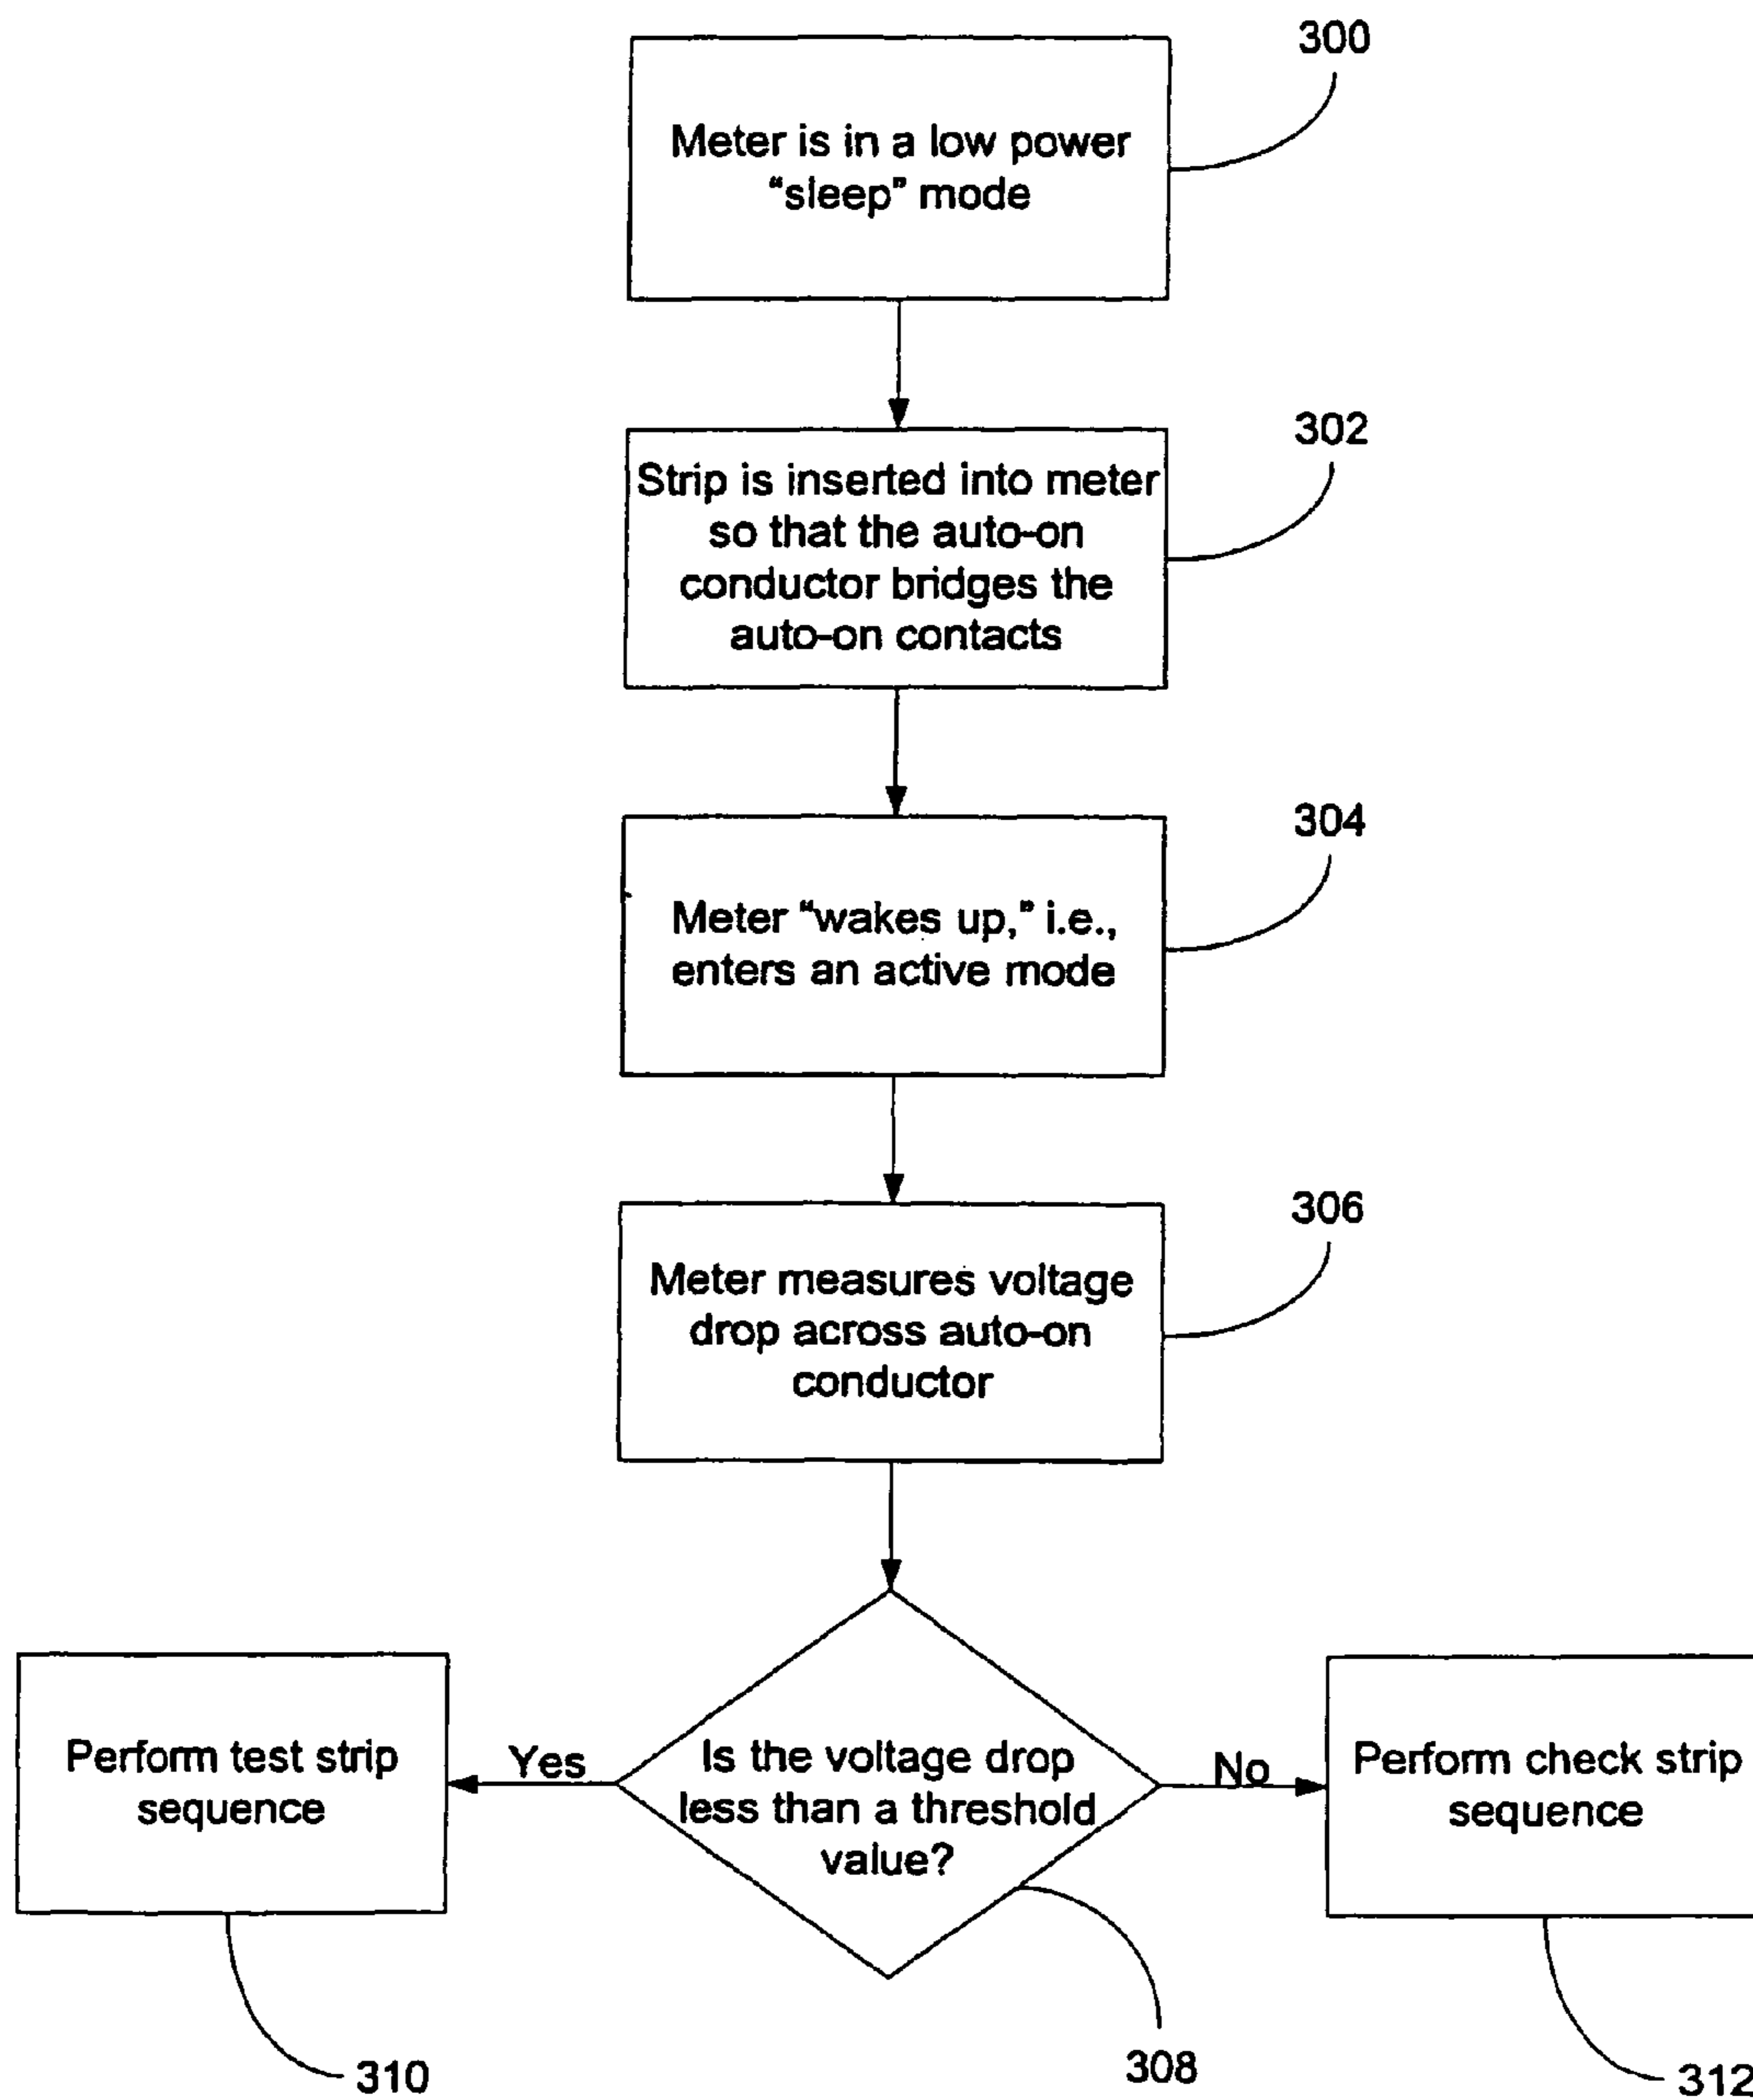 300
Meter is in a low power
“sleep” mode
302
Strip is inserted into meter
so that the auto-on
conductor bridges the
auto-on contacts
304
Meter “wakes up,” i.e.,
enters an active mode
306
Meter measures voltage
drop across auto-on
conductor
Perform test strip
sequence
Yes
Is the voltage drop
less than a threshold
value?
No
Perform check strip
sequence
310
308
312